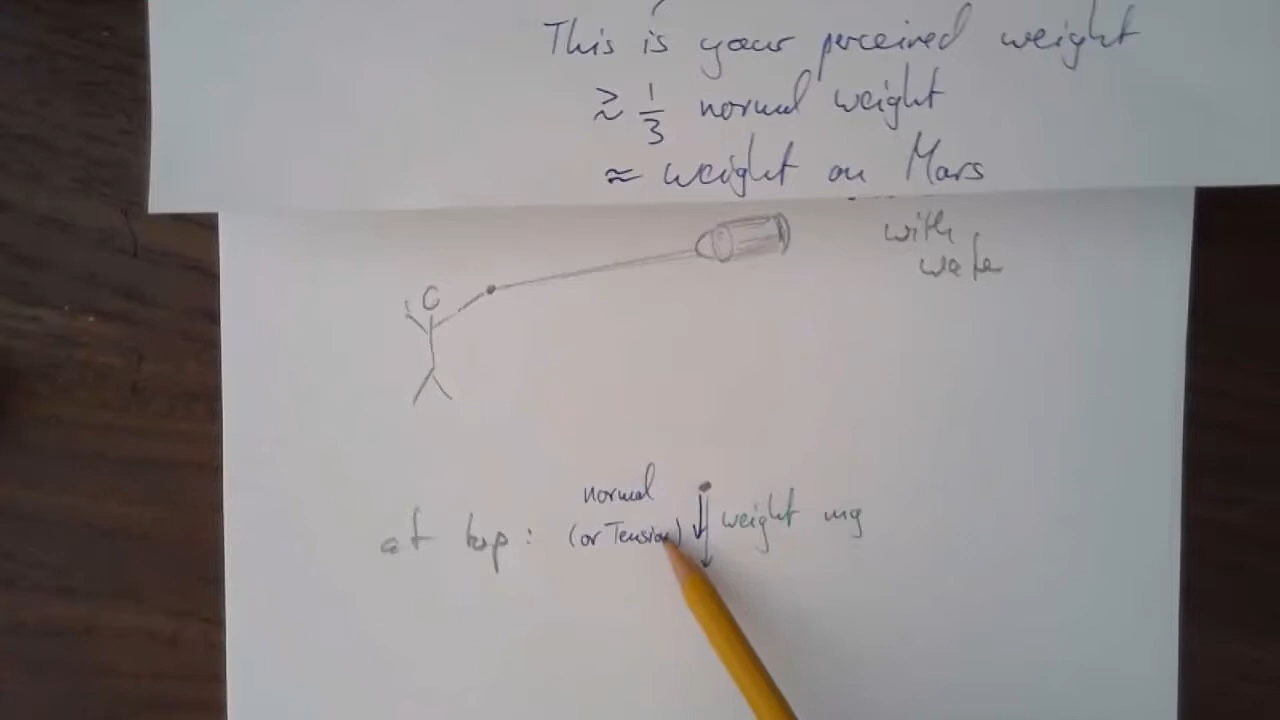 This is your perceived weight
≳ 1/3 normal weight
≈ weight on Mars
with
water
normal
at top: (or Tension) weight mg